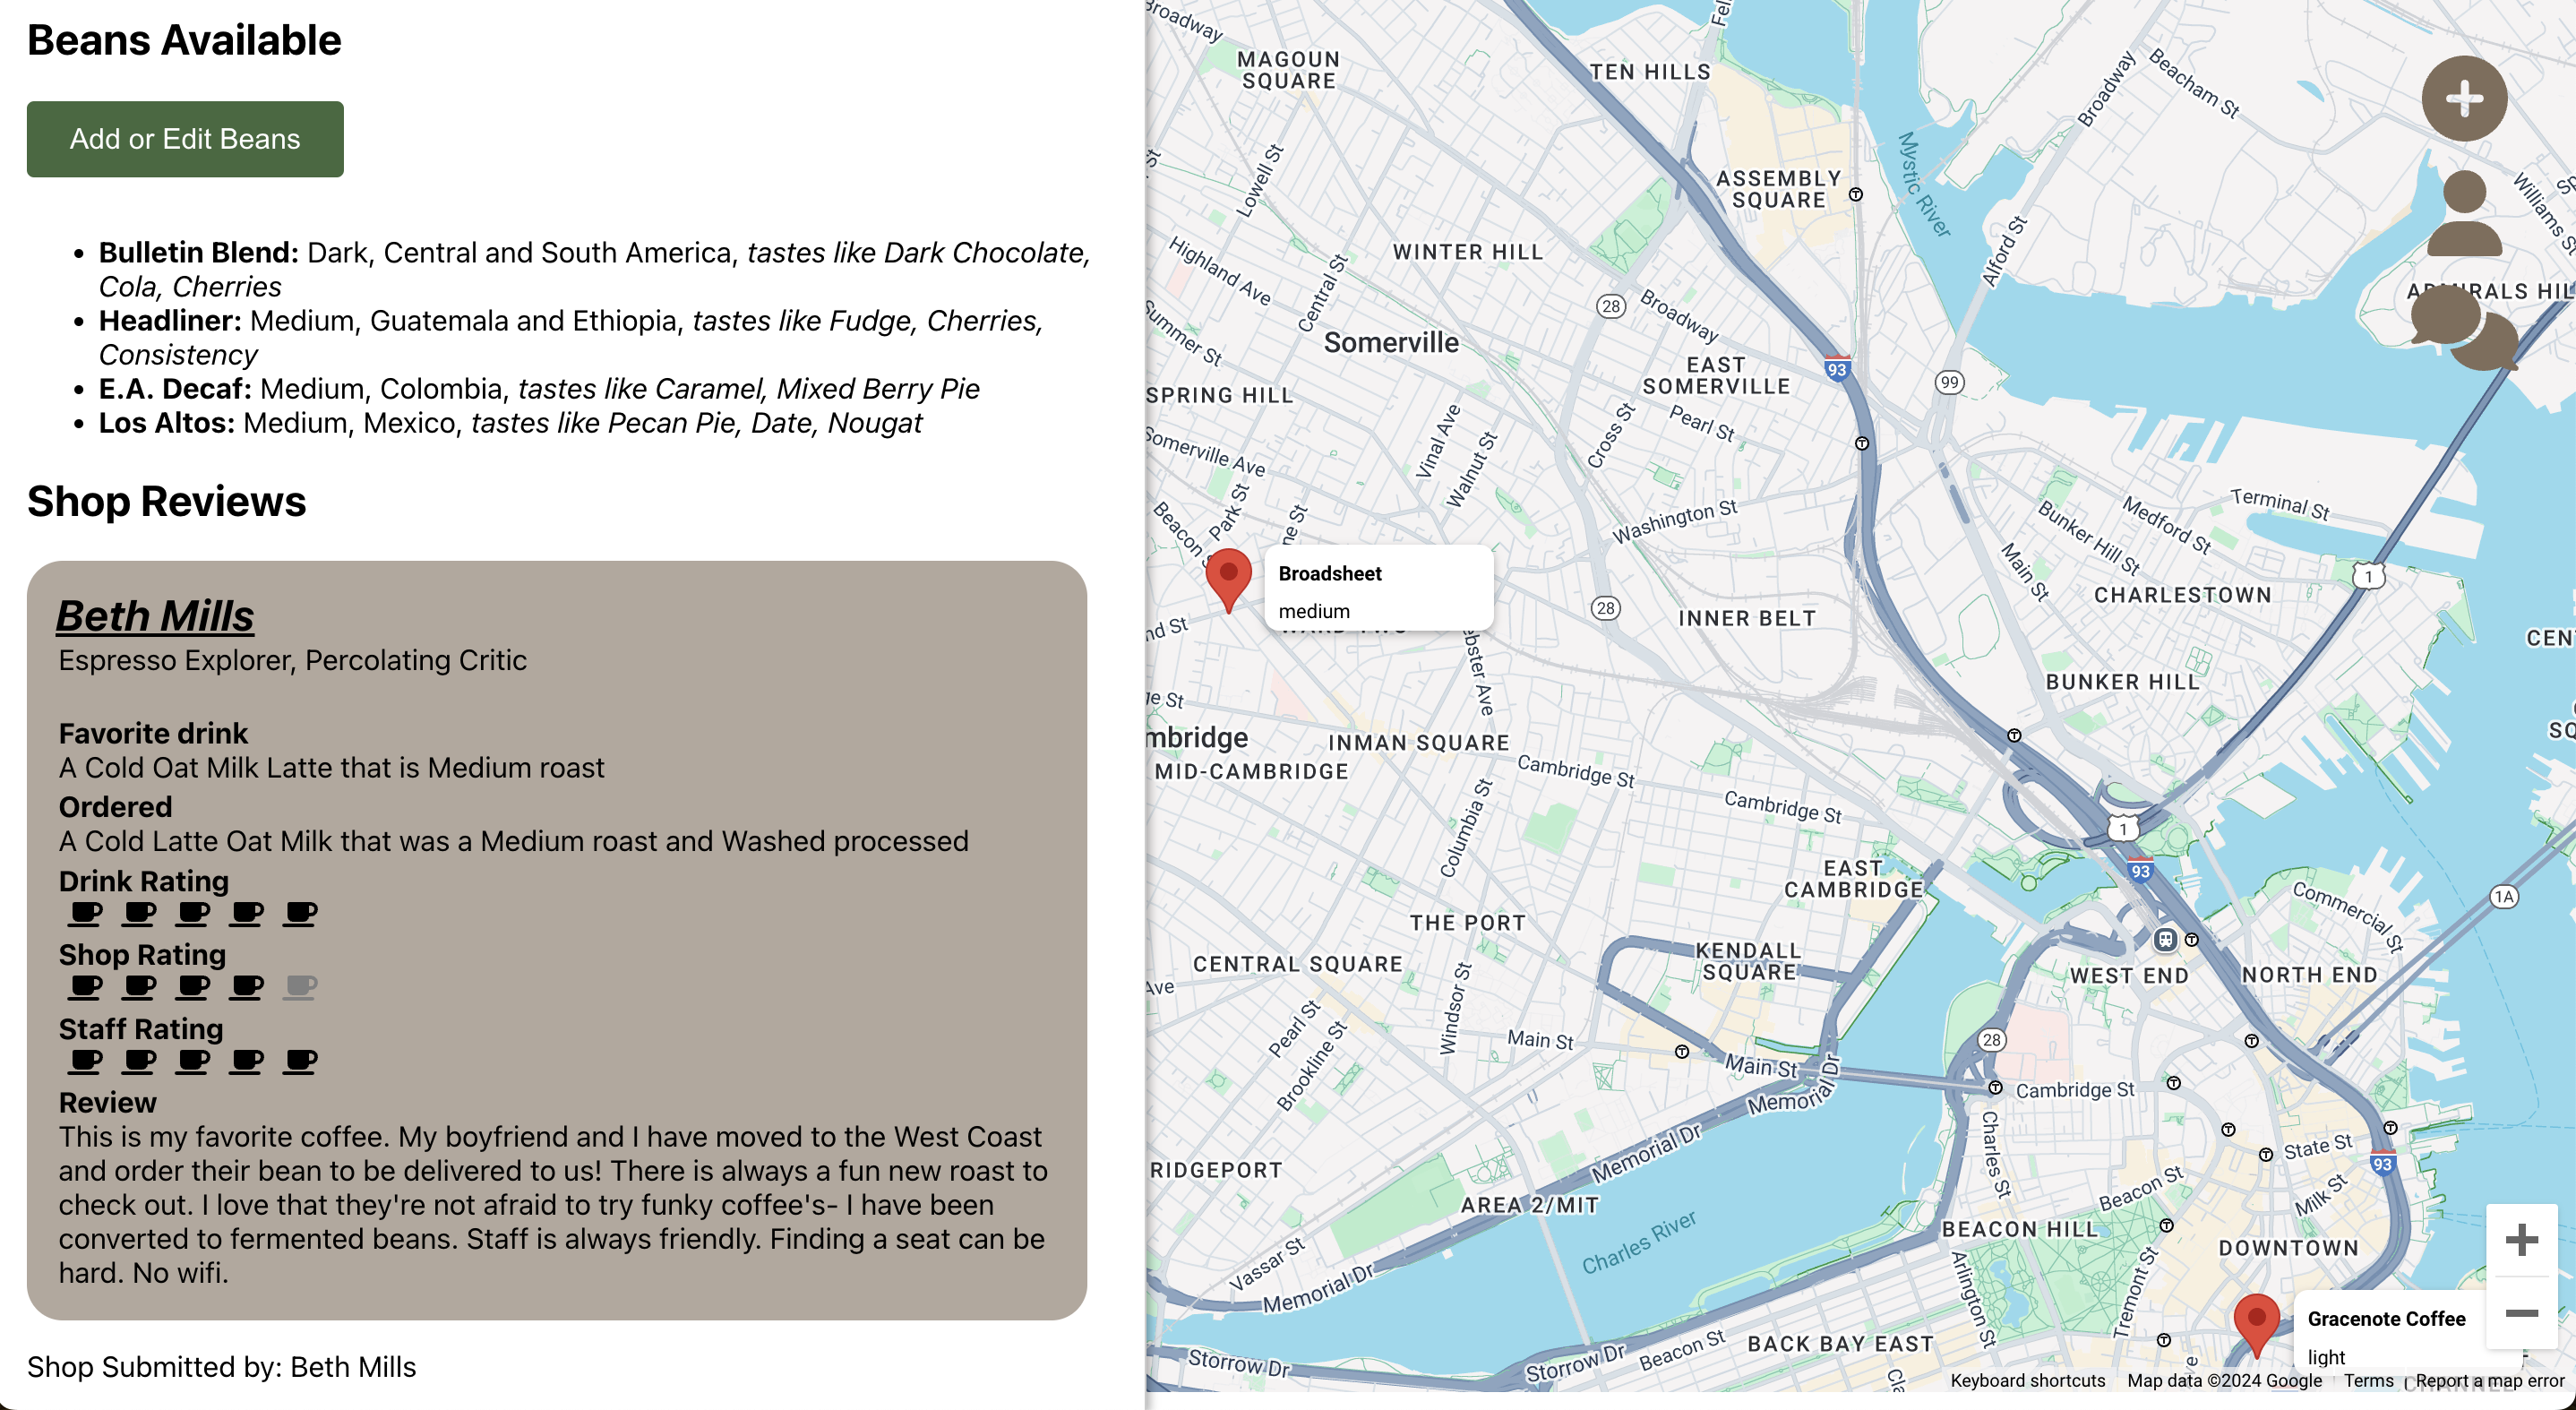 Beans Available
Add or Edit Beans
Bulletin Blend: Dark, Central and South America, tastes like Dark Chocolate,
Cola, Cherries
Headliner: Medium, Guatemala and Ethiopia, tastes like Fudge, Cherries,
Consistency
E.A. Decaf: Medium, Colombia, tastes like Caramel, Mixed Berry Pie
Los Altos: Medium, Mexico, tastes like Pecan Pie, Date, Nougat
Shop Reviews
Beth Mills
Espresso Explorer, Percolating Critic
Favorite drink
A Cold Oat Milk Latte that is Medium roast
Ordered
A Cold Latte Oat Milk that was a Medium roast and Washed processed
Drink Rating
Shop Rating
Staff Rating
Review
This is my favorite coffee. My boyfriend and I have moved to the West Coast
and order their bean to be delivered to us! There is always a fun new roast to
check out. I love that they're not afraid to try funky coffee's- I have been
converted to fermented beans. Staff is always friendly. Finding a seat can be
hard. No wifi.
Shop Submitted by: Beth Mills
Broadway
MAGOUN
SQUARE
TEN HILLS
Broadway
Beacham St
Lowell St
ASSEMBLY
SQUARE
Mystic River
Williams St
WINTER HILL
Highland Ave
Central St
Alford St
28
Broadway
Summer St
Somerville
EAST
SOMERVILLE
93
99
SPRING HILL
Pearl St
Vinal Ave
Walnut St
Cross St
Somerville Ave
Park St
Beacon S
Washington St
Terminal St
Medford St
Bunker Hill St
Main St
1
CHARLESTOWN
Broadsheet
medium
28
INNER BELT
BUNKER HILL
CEN
SQ
mbridge
MID-CAMBRIDGE
INMAN SQUARE
Cambridge St
Cambridge St
Columbia St
1
EAST
CAMBRIDGE
93
1A
Commercial St
THE PORT
KENDALL
SQUARE
CENTRAL SQUARE
Windsor St
WEST END
NORTH END
Ave
Pearl St
Brookline St
Main St
Main St
Memorial Dr
28
Cambridge St
Charles St
State St
93
Memorial Dr
RIDGEPORT
AREA 2/MIT
Charles River
Beacon St
Milk St
BEACON HILL
DOWNTOWN
Vassar St
Memorial Dr
Arlington St
Tremont St
Gracenote Coffee
light
BACK BAY EAST
Storrow Dr
Storrow Dr
Beacon St
Keyboard shortcuts
Map data ©2024 Google
Terms
Report a map error